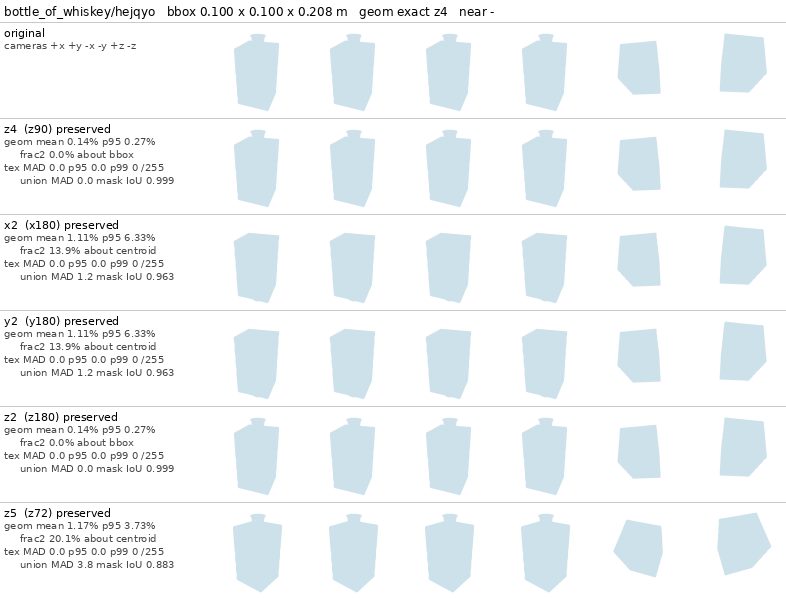 bottle_of_whiskey/hejqyo bbox 0.100 x 0.100 x 0.208 m geom exact z4 near -
original
cameras +x +y -x -y +z -z
z4 (z90) preserved
geom mean 0.14% p95 0.27%
frac2 0.0% about bbox
tex MAD 0.0 p95 0.0 p99 0 /255
union MAD 0.0 mask IoU 0.999
x2 (x180) preserved
geom mean 1.11% p95 6.33%
frac2 13.9% about centroid
tex MAD 0.0 p95 0.0 p99 0 /255
union MAD 1.2 mask IoU 0.963
y2 (y180) preserved
geom mean 1.11% p95 6.33%
frac2 13.9% about centroid
tex MAD 0.0 p95 0.0 p99 0 /255
union MAD 1.2 mask IoU 0.963
z2 (z180) preserved
geom mean 0.14% p95 0.27%
frac2 0.0% about bbox
tex MAD 0.0 p95 0.0 p99 0 /255
union MAD 0.0 mask IoU 0.999
z5 (z72) preserved
geom mean 1.17% p95 3.73%
frac2 20.1% about centroid
tex MAD 0.0 p95 0.0 p99 0 /255
union MAD 3.8 mask IoU 0.883